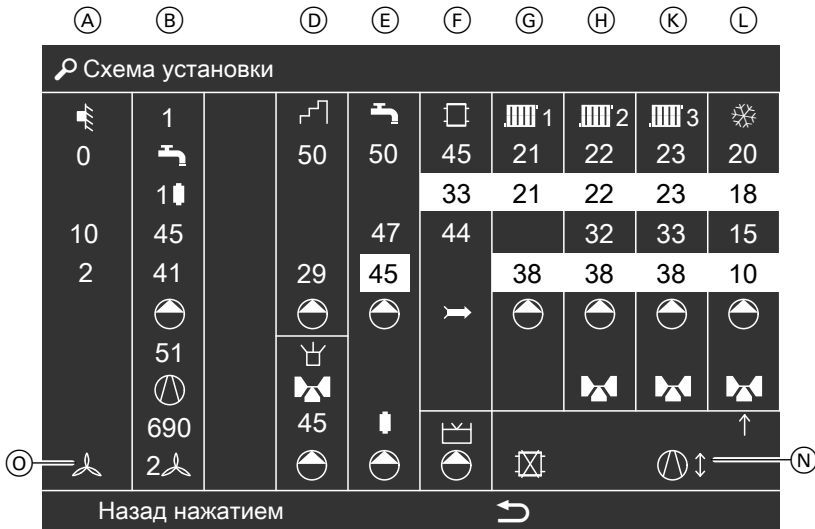 A B D E F G H K L
Схема установки
1 1 2 3
0 50 50 45 21 22 23 20
1 33 21 22 23 18
10 45 47 44 32 33 15
2 41 29 45 38 38 38 10
51
690 45
O 2 N
Назад нажатием